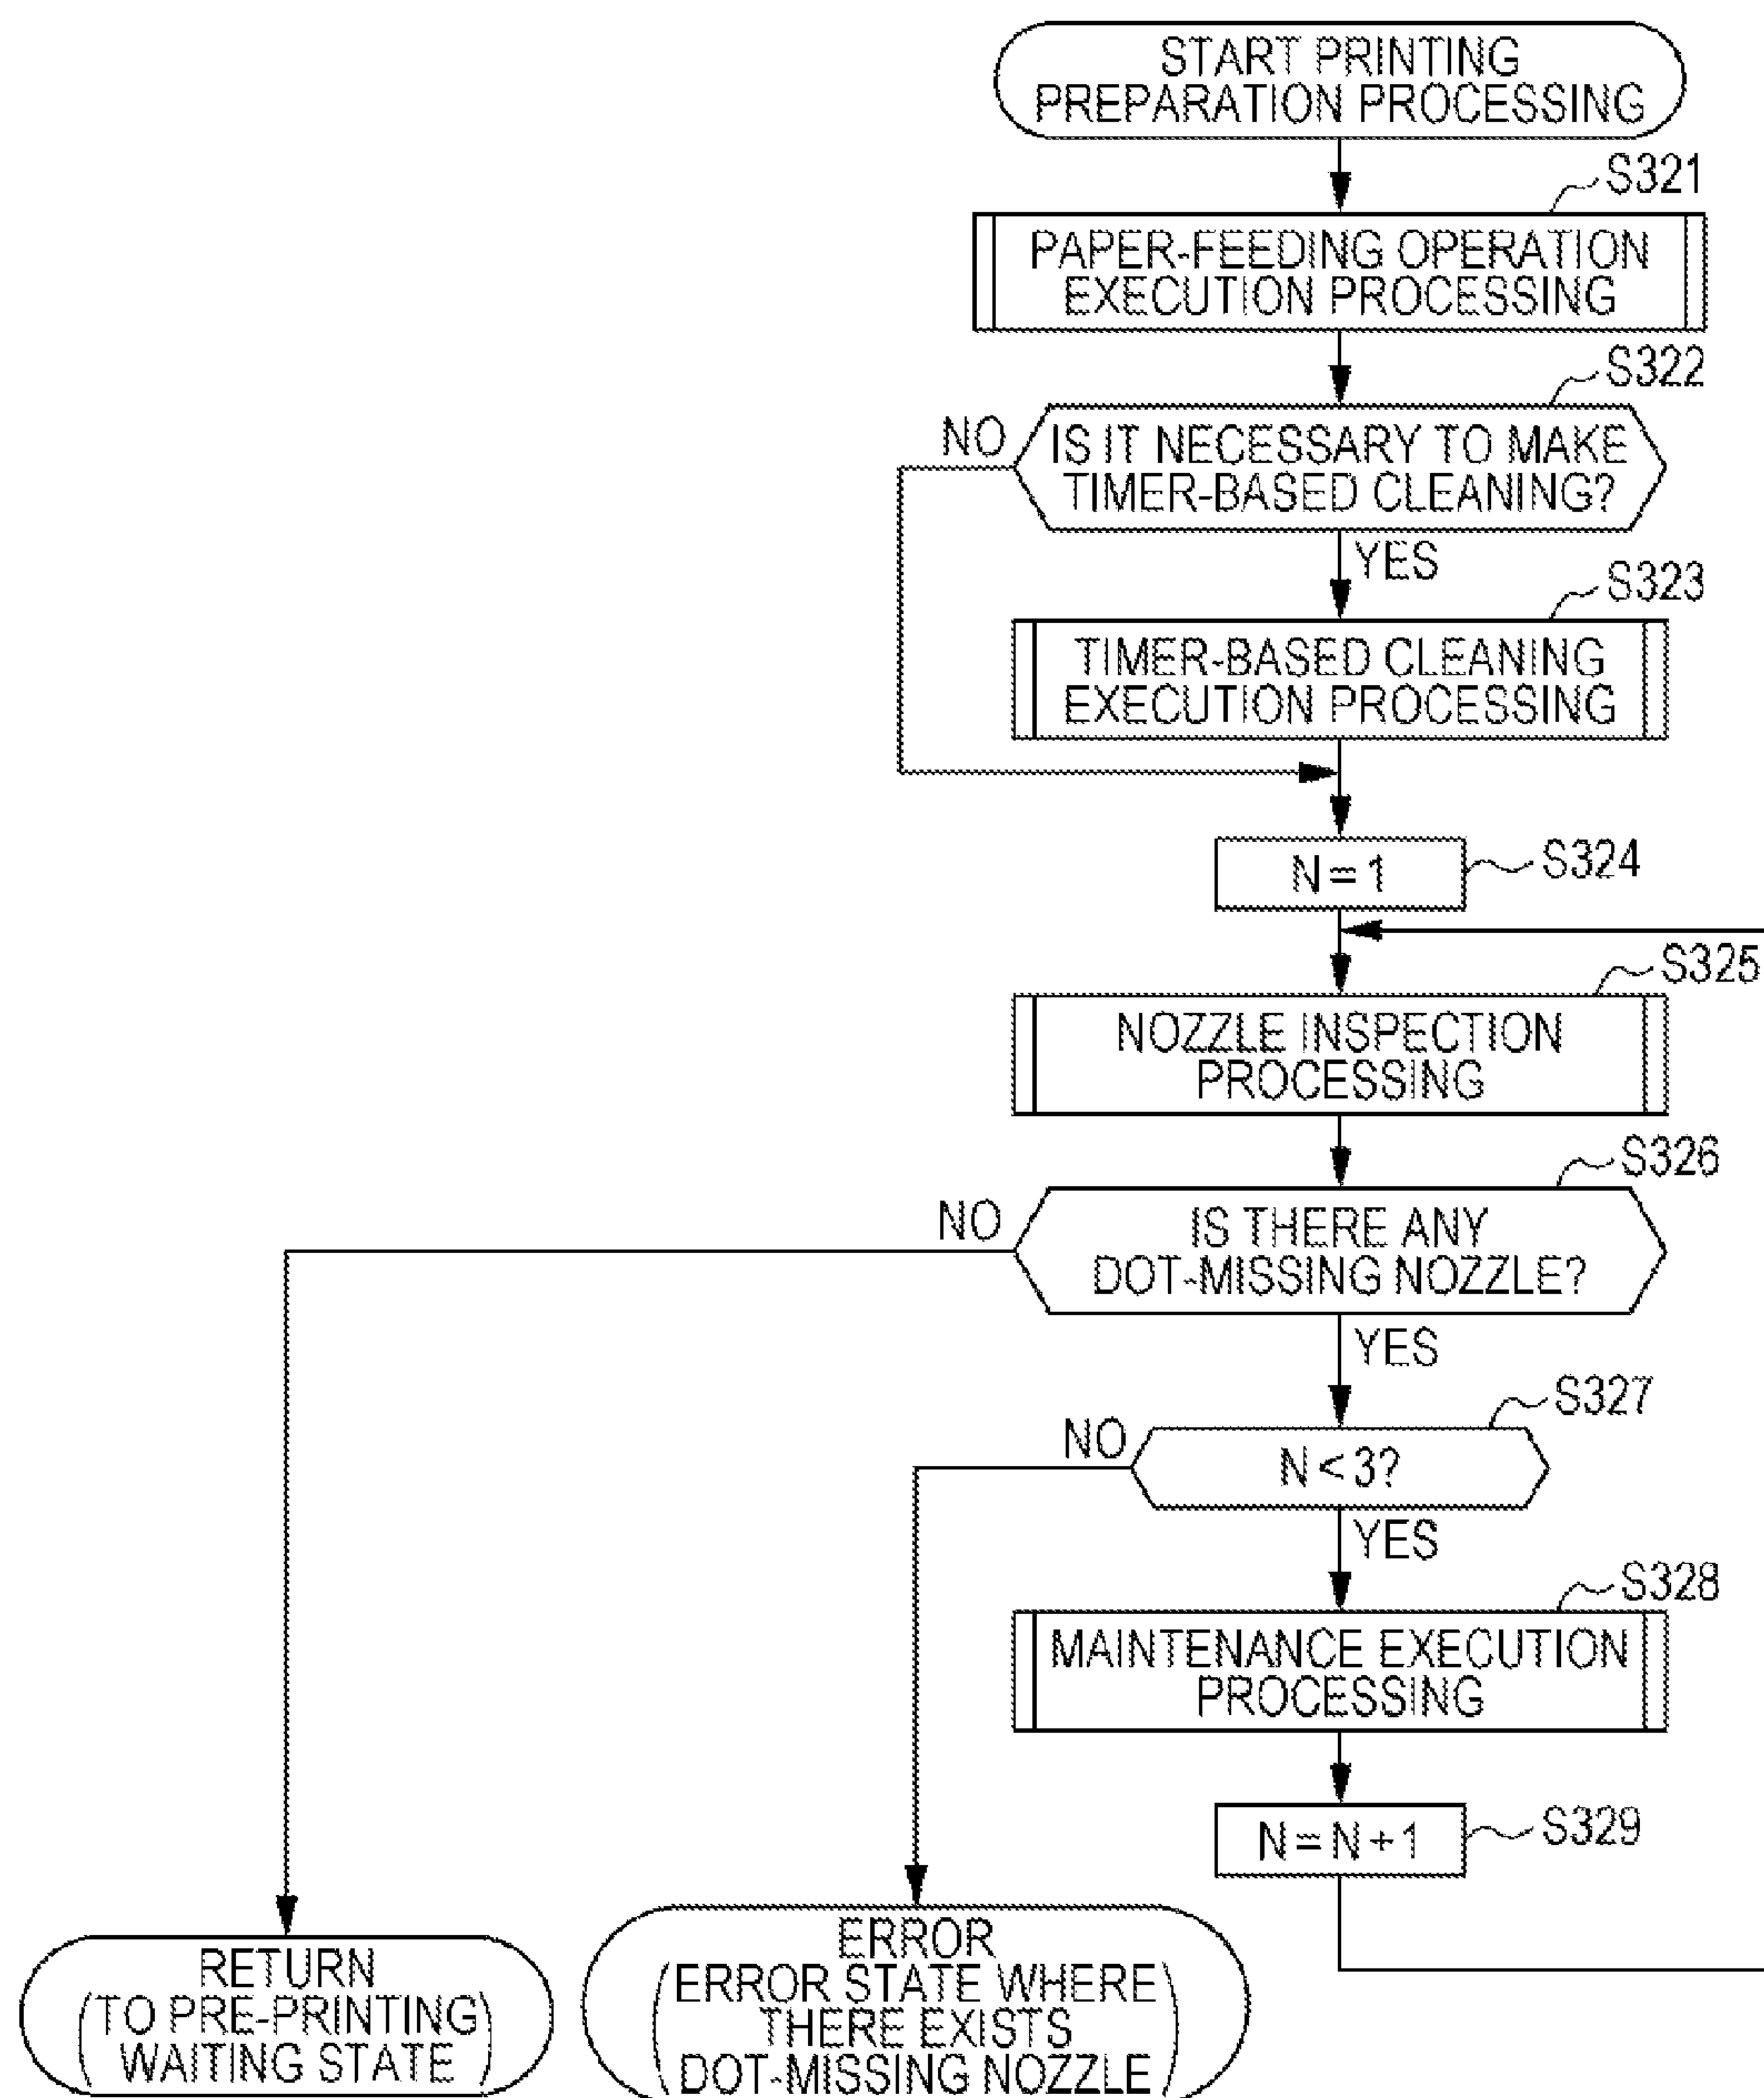 START PRINTING
PREPARATION PROCESSING
S321
PAPER-FEEDING OPERATION
EXECUTION PROCESSING
S322
NO
IS IT NECESSARY TO MAKE
TIMER-BASED CLEANING?
YES
S323
TIMER-BASED CLEANING
EXECUTION PROCESSING
N = 1
S324
S325
NOZZLE INSPECTION
PROCESSING
S326
NO
IS THERE ANY
DOT-MISSING NOZZLE?
YES
S327
NO
N < 3?
YES
S328
MAINTENANCE EXECUTION
PROCESSING
N = N + 1
S329
RETURN
(TO PRE-PRINTING
WAITING STATE)
ERROR
(ERROR STATE WHERE
THERE EXISTS
DOT-MISSING NOZZLE)